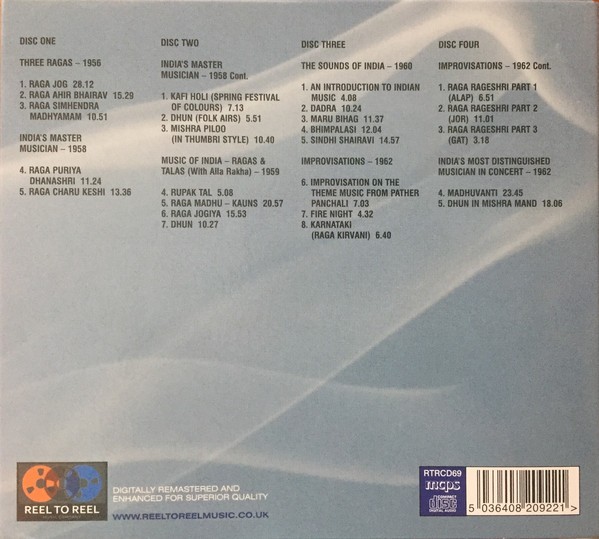 DISC ONE
THREE RAGAS – 1956
1. RAGA JOG 28.12
2. RAGA AHIR BHAIRAV 15.29
3. RAGA SIMHENDRA
MADHYAMAM 10.51
INDIA'S MASTER
MUSICIAN – 1958
4. RAGA PURIYA
DHANASHRI 11.24
5. RAGA CHARU KESHI 13.36
DISC TWO
INDIA'S MASTER
MUSICIAN – 1958 Cont.
1. KAFI HOLI (SPRING FESTIVAL
OF COLOURS) 7.13
2. DHUN (FOLK AIRS) 5.51
3. MISHRA PILOO
(IN THUMBRI STYLE) 10.40
MUSIC OF INDIA – RAGAS &
TALAS (With Alla Rakha) – 1959
4. RUPAK TAL 5.08
5. RAGA MADHU – KAUNS 20.57
6. RAGA JOGIYA 15.53
7. DHUN 10.27
DISC THREE
THE SOUNDS OF INDIA – 1960
1. AN INTRODUCTION TO INDIAN
MUSIC 4.08
2. DADRA 10.24
3. MARU BIHAG 11.37
4. BHIMPALASI 12.04
5. SINDHI SHAIRAVI 14.57
IMPROVISATIONS – 1962
6. IMPROVISATION ON THE
THEME MUSIC FROM PATHER
PANCHALI 7.03
7. FIRE NIGHT 4.32
8. KARNATAKI
(RAGA KIRVANI) 6.40
DISC FOUR
IMPROVISATIONS – 1962 Cont.
1. RAGA RAGESHRI PART 1
(ALAP) 6.51
2. RAGA RAGESHRI PART 2
(JOR) 11.01
3. RAGA RAGESHRI PART 3
(GAT) 3.18
INDIA'S MOST DISTINGUISHED
MUSICIAN IN CONCERT – 1962
4. MADHUVANTI 23.45
5. DHUN IN MISHRA MAND 18.06
REEL TO REEL
MUSIC COMPANY
DIGITALLY REMASTERED AND
ENHANCED FOR SUPERIOR QUALITY
WWW.REELTOREELMUSIC.CO.UK
RTRCD69
mcps
COMPACT
disc
DIGITAL AUDIO
5 036408 209221 >